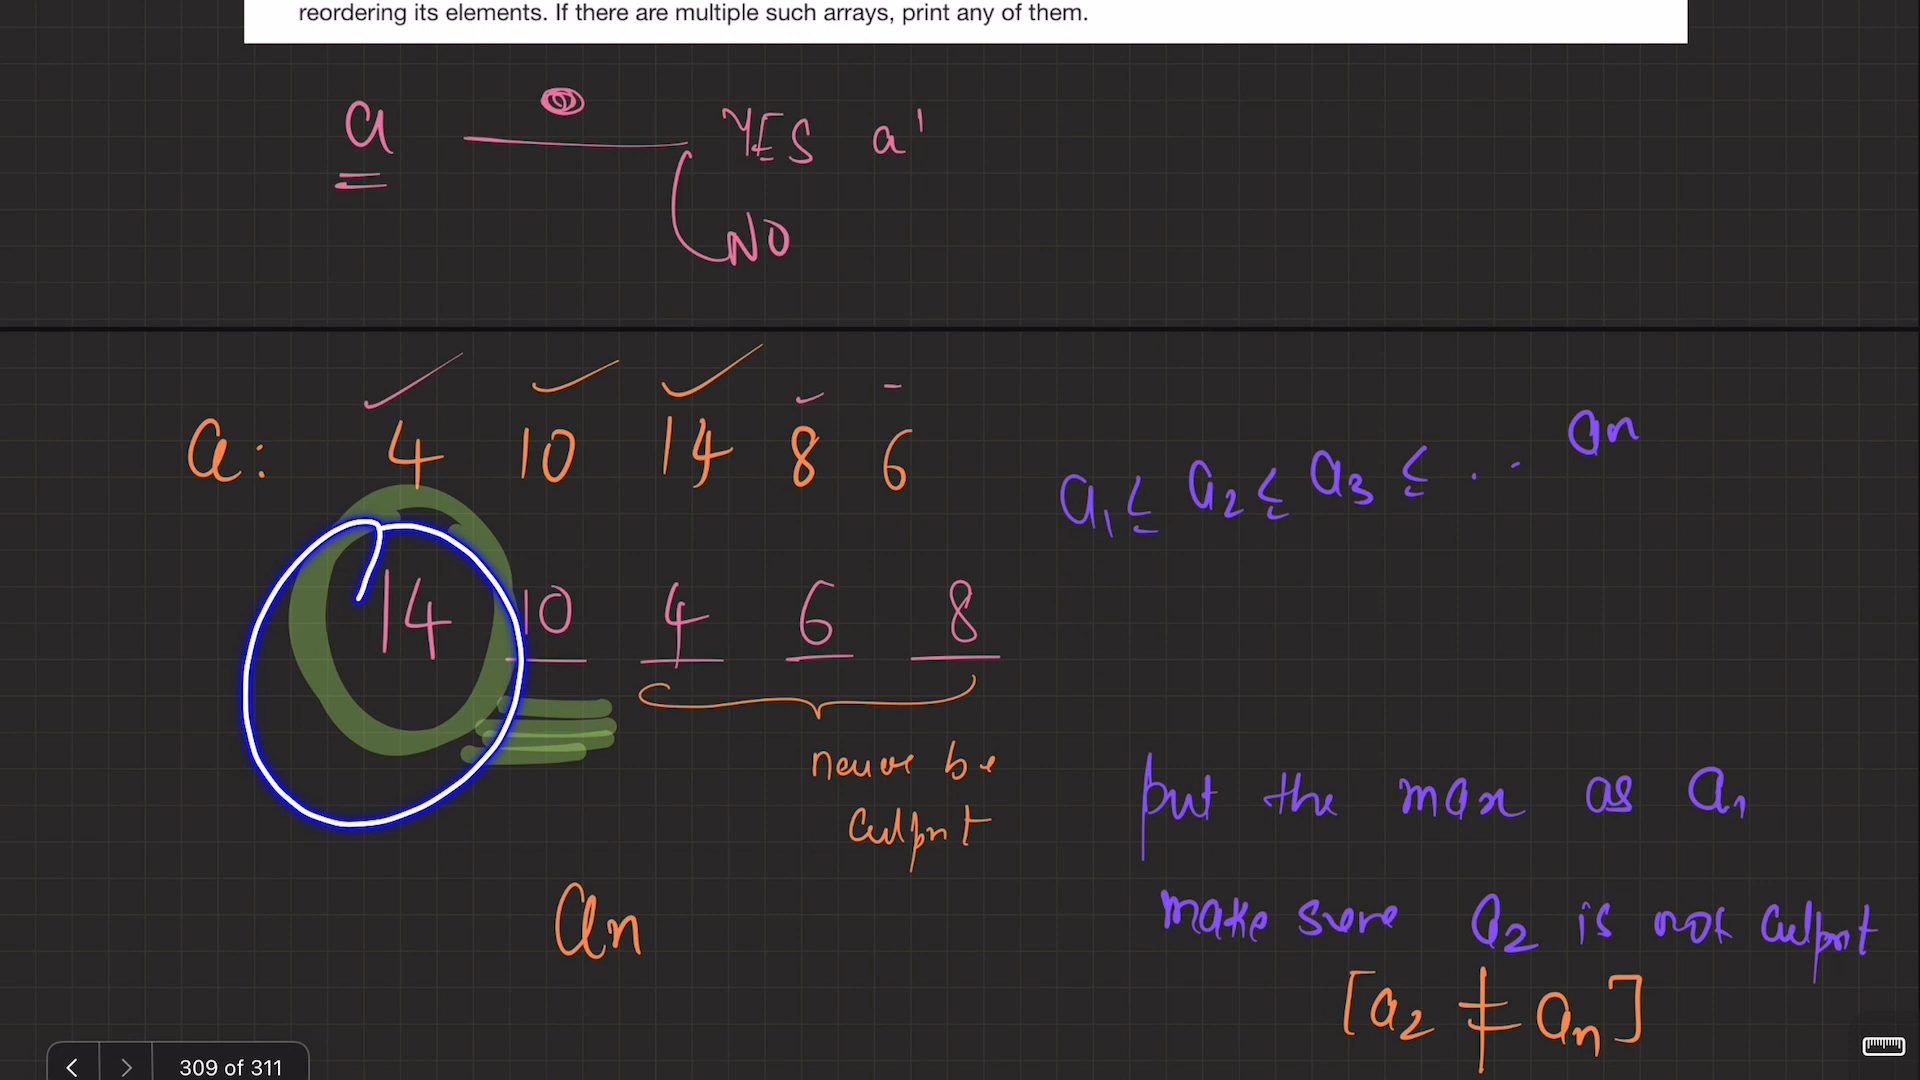 reordering its elements. If there are multiple such arrays, print any of them.
a YES a'
NO
a: 4 10 14 8 6
a1 ≤ a2 ≤ a3 ≤ ... an
14 10 4 6 8
be
culprit
put the max as a1
an
make sure a2 is not culprit
[a2 ≠ an]
309 of 311